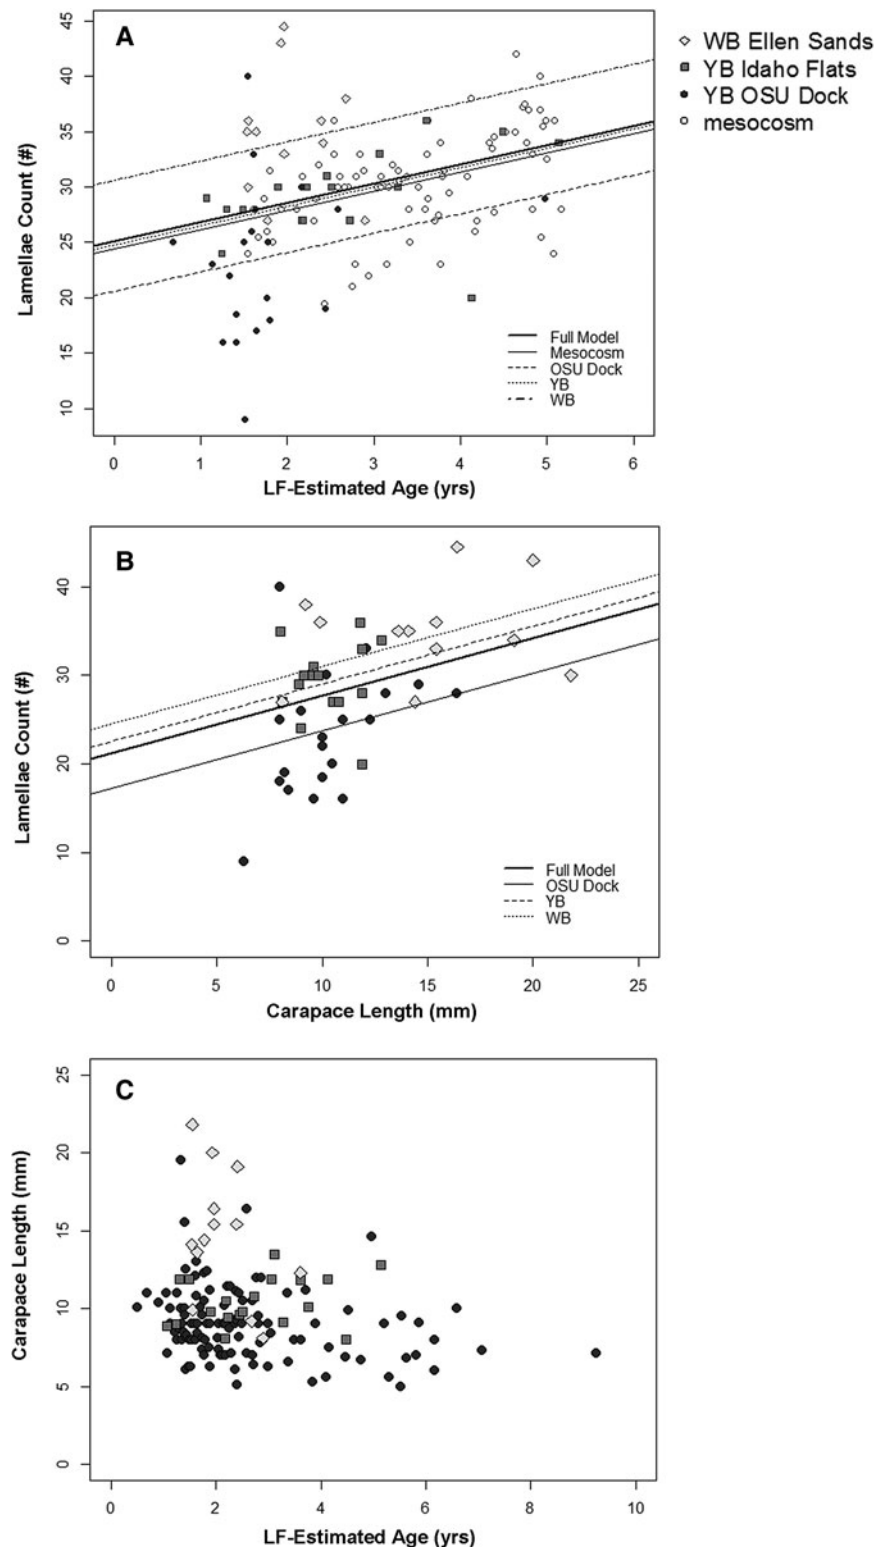 A
45
40
35
30
25
20
15
10
Lamellae Count (#)
Full Model
Mesocosm
OSU Dock
YB
WB
0 1 2 3 4 5 6
LF-Estimated Age (yrs)
WB Ellen Sands
YB Idaho Flats
YB OSU Dock
mesocosm
B
40
30
20
10
0
Lamellae Count (#)
Full Model
OSU Dock
YB
WB
0 5 10 15 20 25
Carapace Length (mm)
C
25
20
15
10
5
0
Carapace Length (mm)
0 2 4 6 8 10
LF-Estimated Age (yrs)